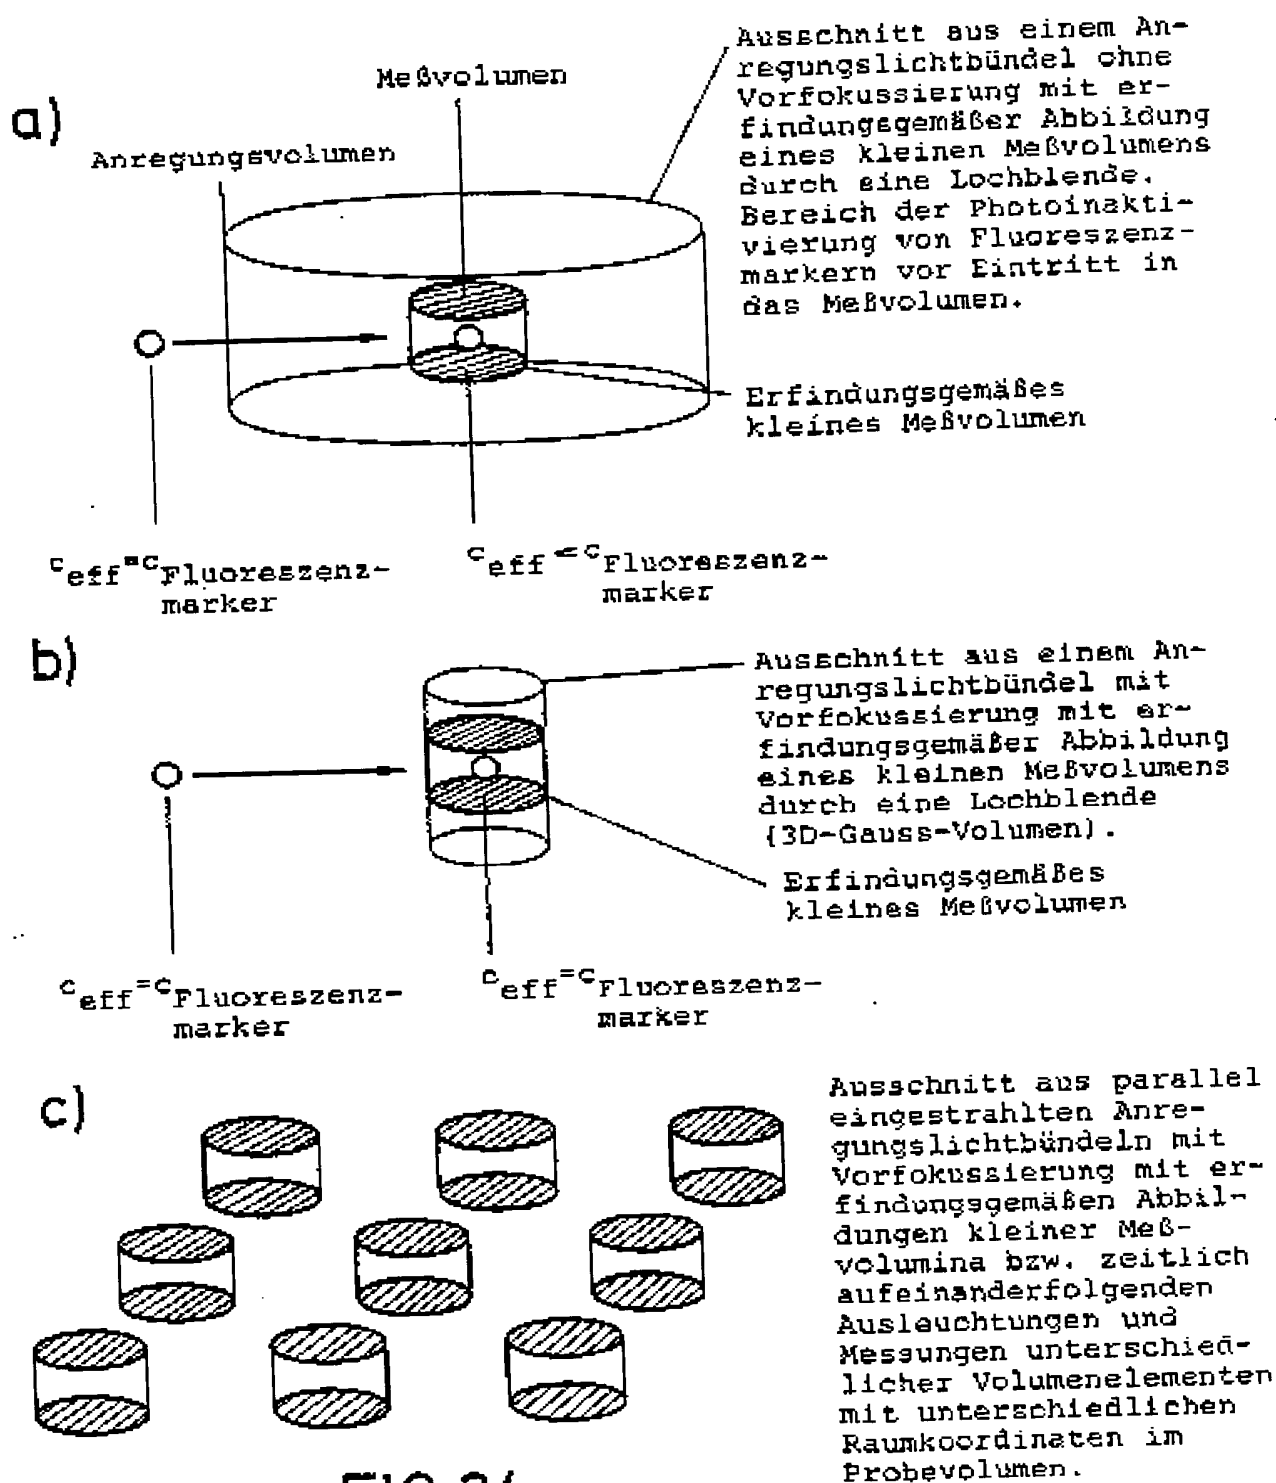 a)
Meßvolumen
Anregungsvolumen
Ausschnitt aus einem An-
regungslichtbündel ohne
Vorfokussierung mit er-
findungsgemäßer Abbildung
eines kleinen Meßvolumens
durch eine Lochblende.
Bereich der Photoinakti-
vierung von Fluoreszenz-
markern vor Eintritt in
das Meßvolumen.
Erfindungsgemäßes
kleines Meßvolumen
ceff=cFluoreszenz-
marker
ceff<=cFluoreszenz-
marker
b)
Ausschnitt aus einem An-
regungslichtbündel mit
Vorfokussierung mit er-
findungsgemäßer Abbildung
eines kleinen Meßvolumens
durch eine Lochblende
(3D-Gauss-Volumen).
Erfindungsgemäßes
kleines Meßvolumen
ceff=cFluoreszenz-
marker
ceff=cFluoreszenz-
marker
c)
Ausschnitt aus parallel
eingestrahlten Anre-
gungslichtbündeln mit
Vorfokussierung mit er-
findungsgemäßen Abbil-
dungen kleiner Meß-
volumina bzw. zeitlich
aufeinanderfolgenden
Ausleuchtungen und
Messungen unterschied-
licher Volumenelementen
mit unterschiedlichen
Raumkoordinaten im
Probevolumen.